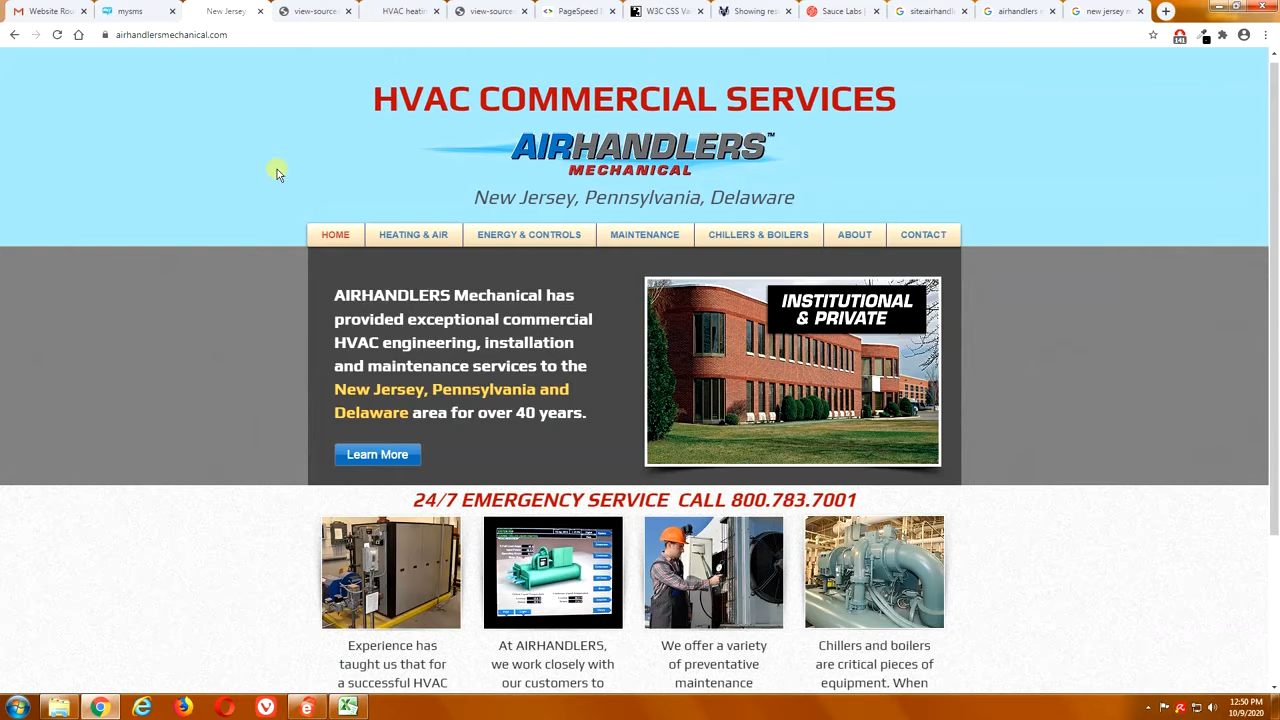 Website Rou
mysms
New Jersey
view-source
HVAC heatin
view-source
PageSpeed
W3C CSS Va
Showing res
Sauce Labs |
site:airhandl
airhandlers
new jersey m
airhandlersmechanical.com
HVAC COMMERCIAL SERVICES
AIRHANDLERS™
MECHANICAL
New Jersey, Pennsylvania, Delaware
HOME
HEATING & AIR
ENERGY & CONTROLS
MAINTENANCE
CHILLERS & BOILERS
ABOUT
CONTACT
AIRHANDLERS Mechanical has
provided exceptional commercial
HVAC engineering, installation
and maintenance services to the
New Jersey, Pennsylvania and
Delaware area for over 40 years.
Learn More
INSTITUTIONAL
& PRIVATE
24/7 EMERGENCY SERVICE CALL 800.783.7001
Experience has
taught us that for
a successful HVAC
At AIRHANDLERS,
we work closely with
our customers to
We offer a variety
of preventative
maintenance
Chillers and boilers
are critical pieces of
equipment. When
12:50 PM
10/9/2020